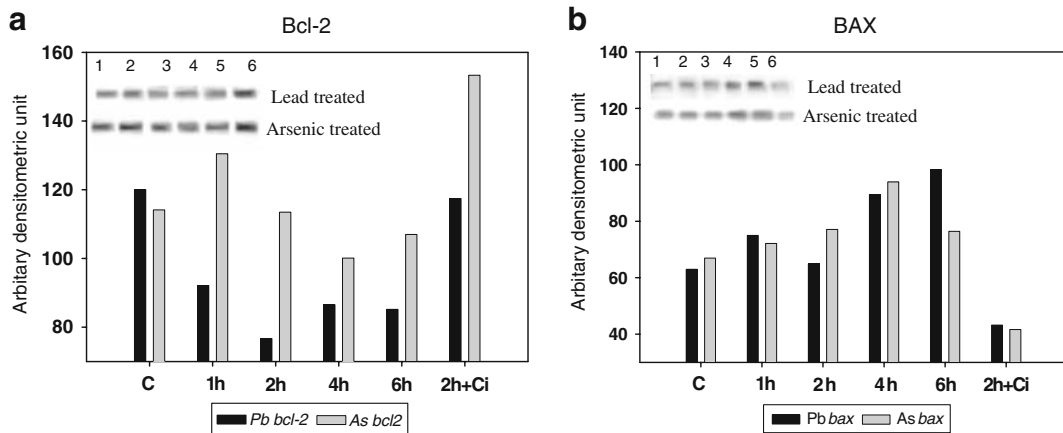 a
Bcl-2
160
140
120
100
80
Arbitary densitometric unit
1 2 3 4 5 6
Lead treated
Arsenic treated
C 1h 2h 4h 6h 2h+Ci
Pb bcl-2 As bcl2
b
BAX
140
120
100
80
60
40
Arbitary densitometric unit
1 2 3 4 5 6
Lead treated
Arsenic treated
C 1h 2h 4h 6h 2h+Ci
Pb bax As bax